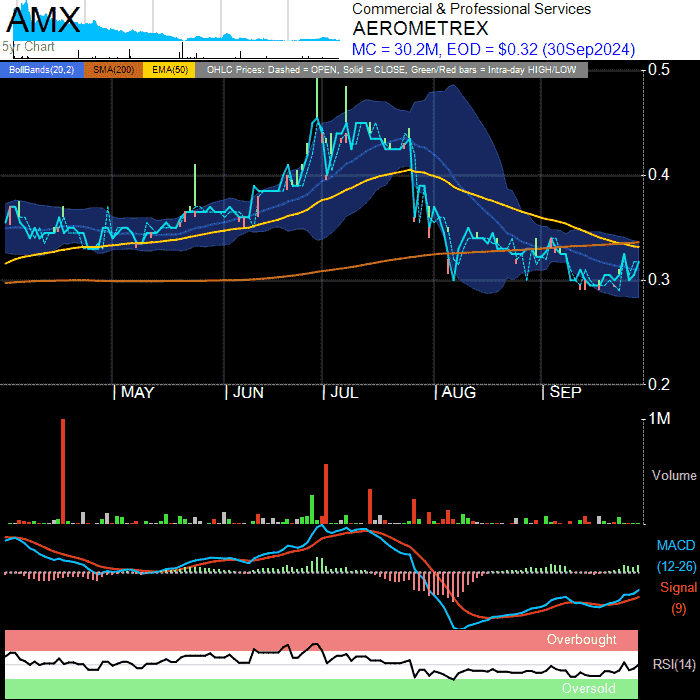 AMX
5yr Chart
Commercial & Professional Services
AEROMETREX
MC = 30.2M, EOD = $0.32 (30Sep2024)
BollBands(20,2) SMA(200) EMA(50) OHLC Prices: Dashed = OPEN, Solid = CLOSE, Green/Red bars = Intra-day HIGH/LOW
0.5
0.4
0.3
0.2
MAY JUN JUL AUG SEP
1M
Volume
MACD
(12-26)
Signal
(9)
Overbought
RSI(14)
Oversold